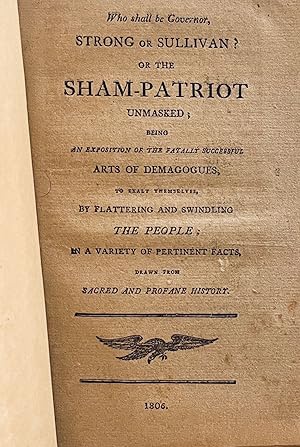 Who shall be Governor,
STRONG OR SULLIVAN?
OR THE
SHAM-PATRIOT
UNMASKED;
BEING
AN EXPOSITION OF THE FATALLY SUCCESSFUL
ARTS OF DEMAGOGUES,
TO EXALT THEMSELVES,
BY FLATTERING AND SWINDLING
THE PEOPLE;
IN A VARIETY OF PERTINENT FACTS,
DRAWN FROM
SACRED AND PROFANE HISTORY.
1806.